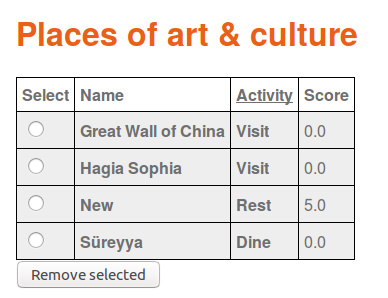 Places of art & culture
Select Name Activity Score
Great Wall of China Visit 0.0
Hagia Sophia Visit 0.0
New Rest 5.0
Süreyya Dine 0.0
Remove selected